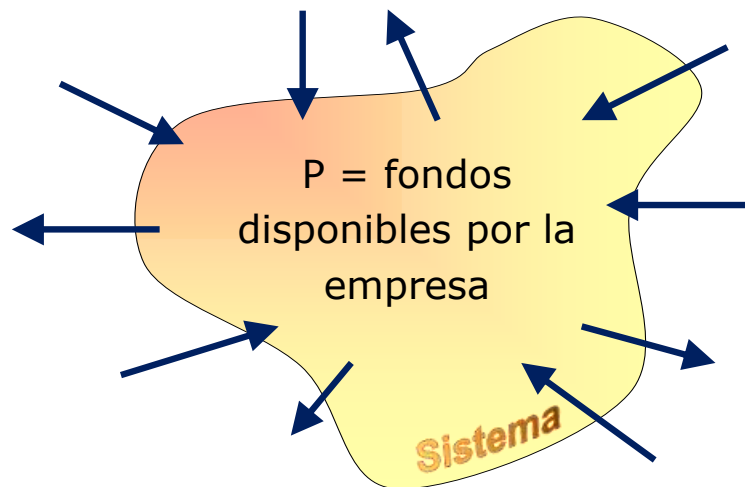 P = fondos
disponibles por la
empresa
Sistema